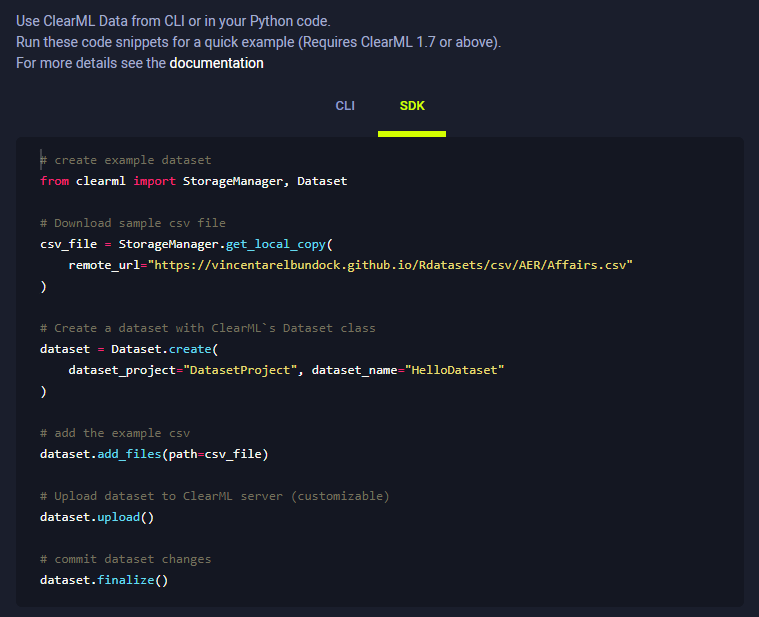 Use ClearML Data from CLI or in your Python code.
Run these code snippets for a quick example (Requires ClearML 1.7 or above).
For more details see the documentation
CLI SDK
# create example dataset
from clearml import StorageManager, Dataset
# Download sample csv file
csv_file = StorageManager.get_local_copy(
    remote_url="https://vincentarelbundock.github.io/Rdatasets/csv/AER/Affairs.csv"
)
# Create a dataset with ClearML`s Dataset class
dataset = Dataset.create(
    dataset_project="DatasetProject", dataset_name="HelloDataset"
)
# add the example csv
dataset.add_files(path=csv_file)
# Upload dataset to ClearML server (customizable)
dataset.upload()
# commit dataset changes
dataset.finalize()